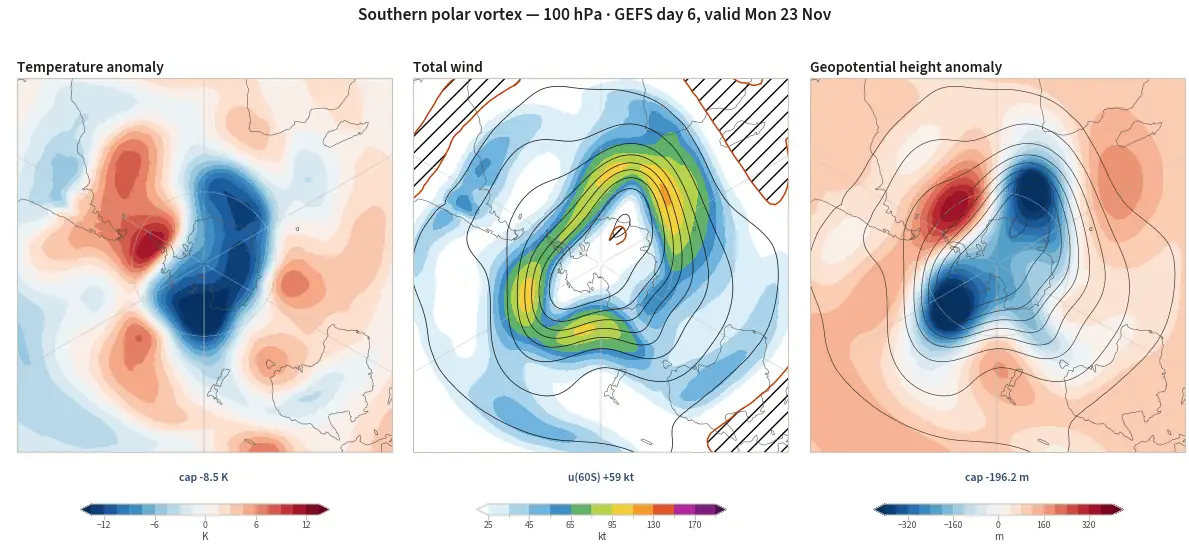 Southern polar vortex — 100 hPa · GEFS day 6, valid Mon 23 Nov
Temperature anomaly
Total wind
Geopotential height anomaly
cap -8.5 K
u(60S) +59 kt
cap -196.2 m
−12 −6 0 6 12
K
25 45 65 95 130 170
kt
−320 −160 0 160 320
m